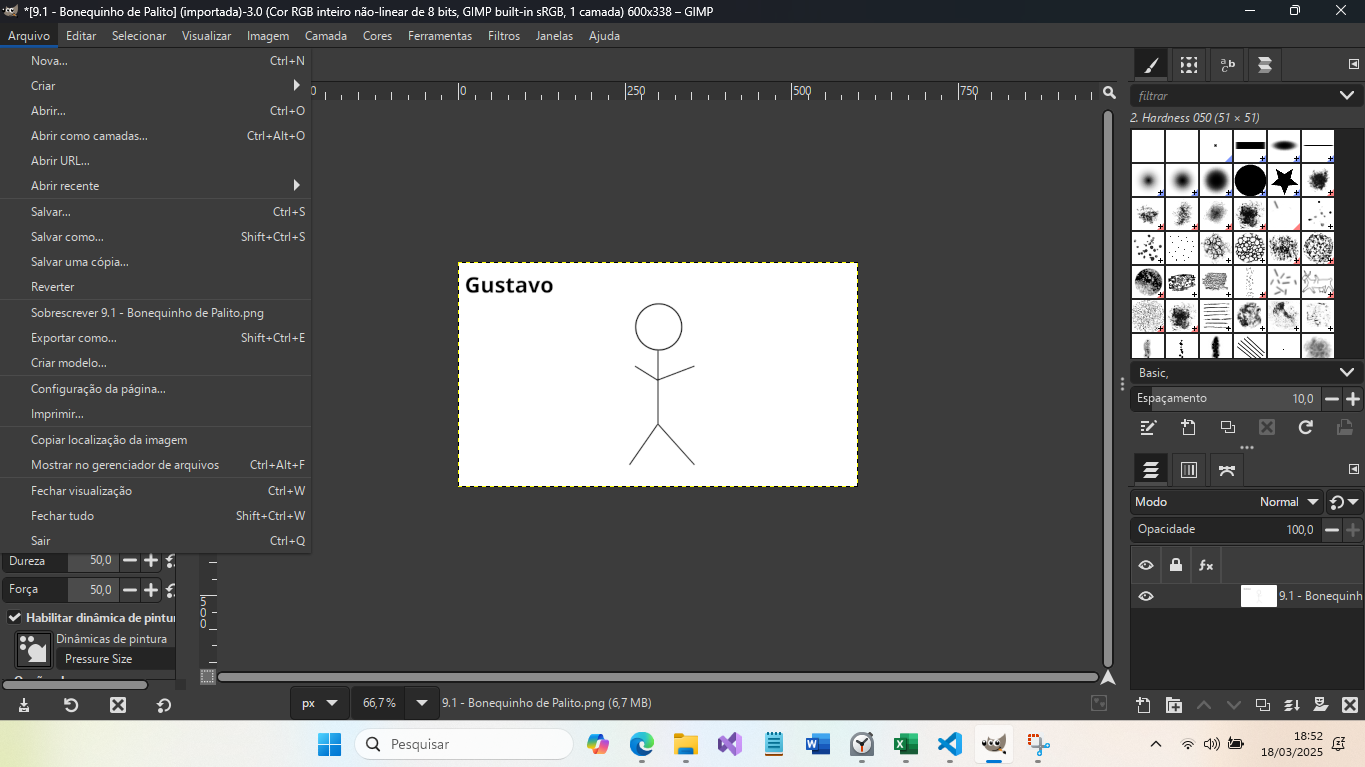 *[9.1 - Bonequinho de Palito] (importada)-3.0 (Cor RGB inteiro não-linear de 8 bits, GIMP built-in sRGB, 1 camada) 600x338 – GIMP
Arquivo Editar Selecionar Visualizar Imagem Camada Cores Ferramentas Filtros Janelas Ajuda
Nova... Ctrl+N
Criar
Abrir... Ctrl+O
Abrir como camadas... Ctrl+Alt+O
Abrir URL...
Abrir recente
Salvar... Ctrl+S
Salvar como... Shift+Ctrl+S
Salvar uma cópia...
Reverter
Sobrescrever 9.1 - Bonequinho de Palito.png
Exportar como... Shift+Ctrl+E
Criar modelo...
Configuração da página...
Imprimir...
Copiar localização da imagem
Mostrar no gerenciador de arquivos Ctrl+Alt+F
Fechar visualização Ctrl+W
Fechar tudo Shift+Ctrl+W
Sair Ctrl+Q
Dureza 50,0
Força 50,0
Habilitar dinâmica de pintu
Dinâmicas de pintura
Pressure Size
0 0 250 500 750
500
Gustavo
px 66,7% 9.1 - Bonequinho de Palito.png (6,7 MB)
abc
filtrar
2. Hardness 050 (51 × 51)
Basic,
Espaçamento 10,0
Modo Normal
Opacidade 100,0
fx
9.1 - Bonequinh
Pesquisar
18:52
18/03/2025